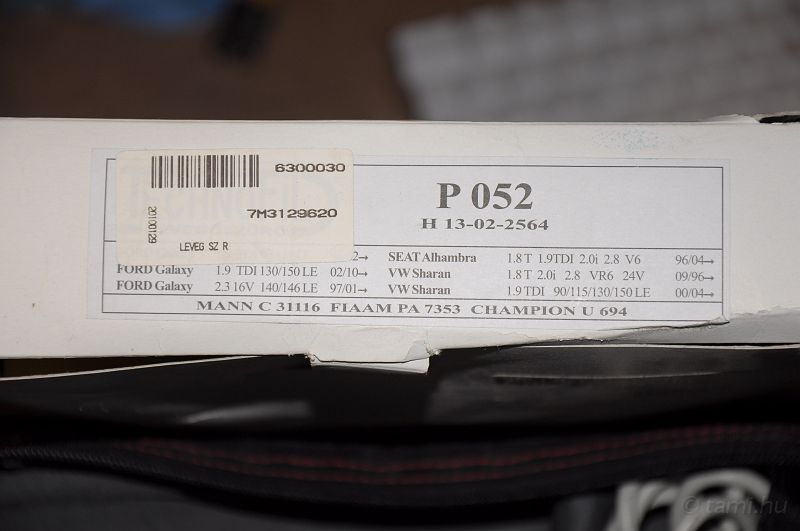 6300030
7M3129620
20100129
LEVEG SZ R
P 052
H 13-02-2564
2→ SEAT Alhambra 1.8 T 1.9TDI 2.0i 2.8 V6 96/04→
FORD Galaxy 1.9 TDI 130/150 LE 02/10→ VW Sharan 1.8 T 2.0i 2.8 VR6 24V 09/96→
FORD Galaxy 2.3 16V 140/146 LE 97/01→ VW Sharan 1.9 TDI 90/115/130/150 LE 00/04→
MANN C 31116 FIAAM PA 7353 CHAMPION U 694
© tami.hu